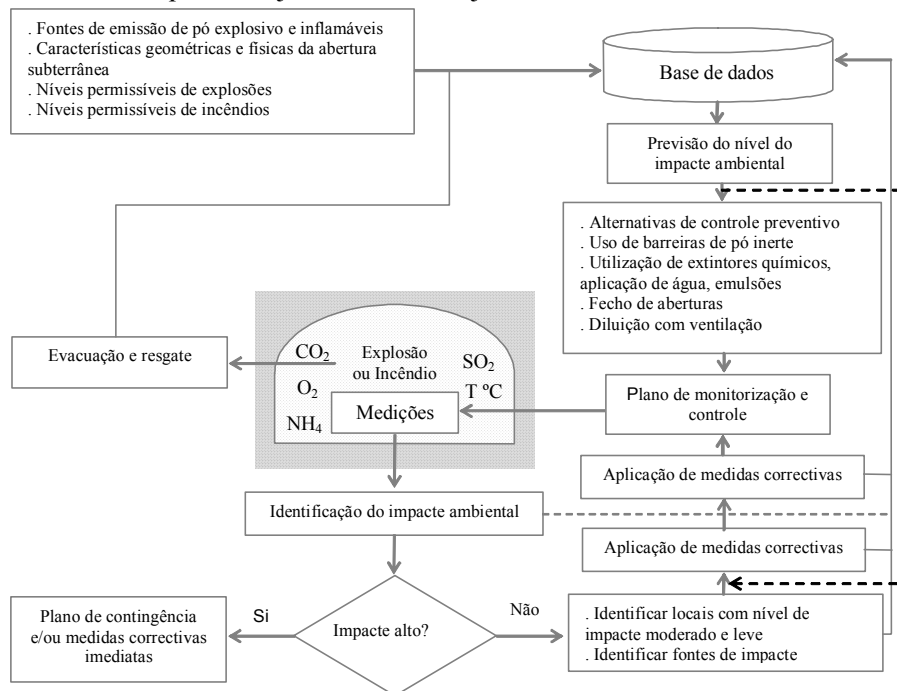 . Fontes de emissão de pó explosivo e inflamáveis
. Características geométricas e físicas da abertura
subterrânea
. Níveis permissíveis de explosões
. Níveis permissíveis de incêndios
Base de dados
Previsão do nível do
impacte ambiental
. Alternativas de controle preventivo
. Uso de barreiras de pó inerte
. Utilização de extintores químicos,
aplicação de água, emulsões
. Fecho de aberturas
. Diluição com ventilação
Evacuação e resgate
CO2
Explosão
ou Incêndio
SO2
O2
T ºC
NH4
Medições
Plano de monitorização e
controle
Aplicação de medidas correctivas
Identificação do impacte ambiental
Aplicação de medidas correctivas
Plano de contingência
e/ou medidas correctivas
imediatas
Si
Impacte alto?
Não
. Identificar locais com nível de
impacte moderado e leve
. Identificar fontes de impacte